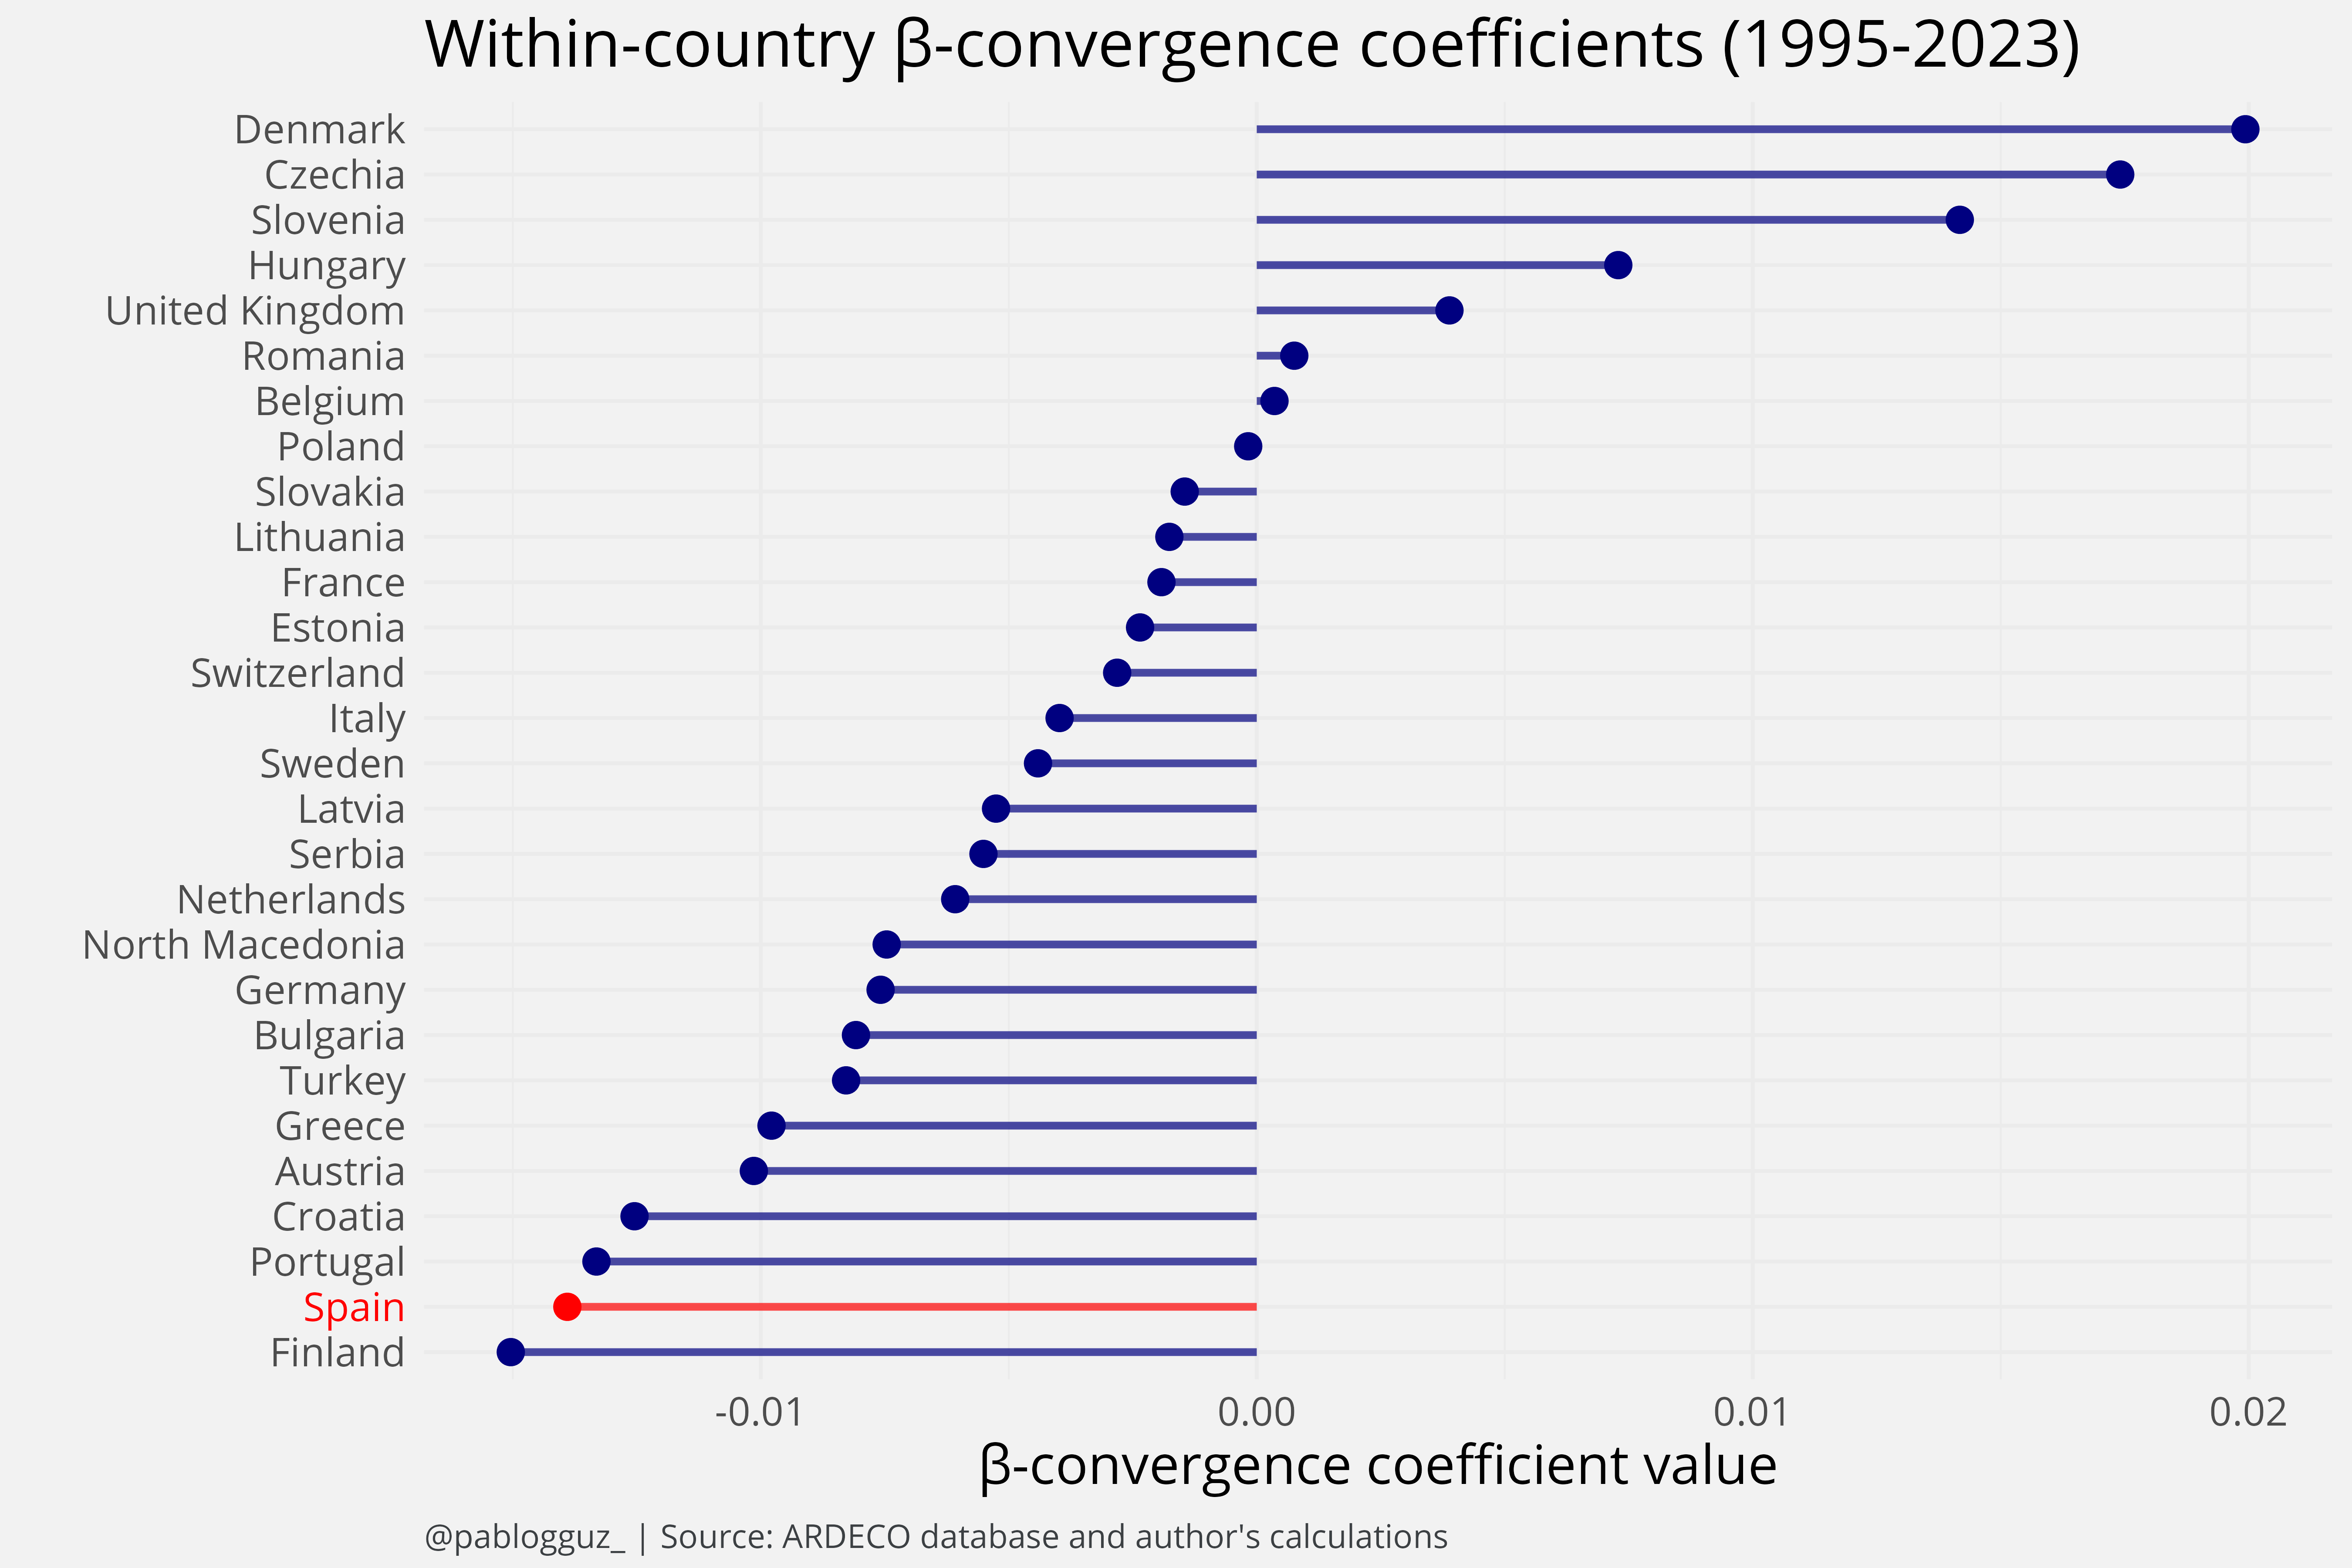 Within-country β-convergence coefficients (1995-2023)
Denmark
Czechia
Slovenia
Hungary
United Kingdom
Romania
Belgium
Poland
Slovakia
Lithuania
France
Estonia
Switzerland
Italy
Sweden
Latvia
Serbia
Netherlands
North Macedonia
Germany
Bulgaria
Turkey
Greece
Austria
Croatia
Portugal
Spain
Finland
-0.01 0.00 0.01 0.02
β-convergence coefficient value
@pablogguz_ | Source: ARDECO database and author's calculations